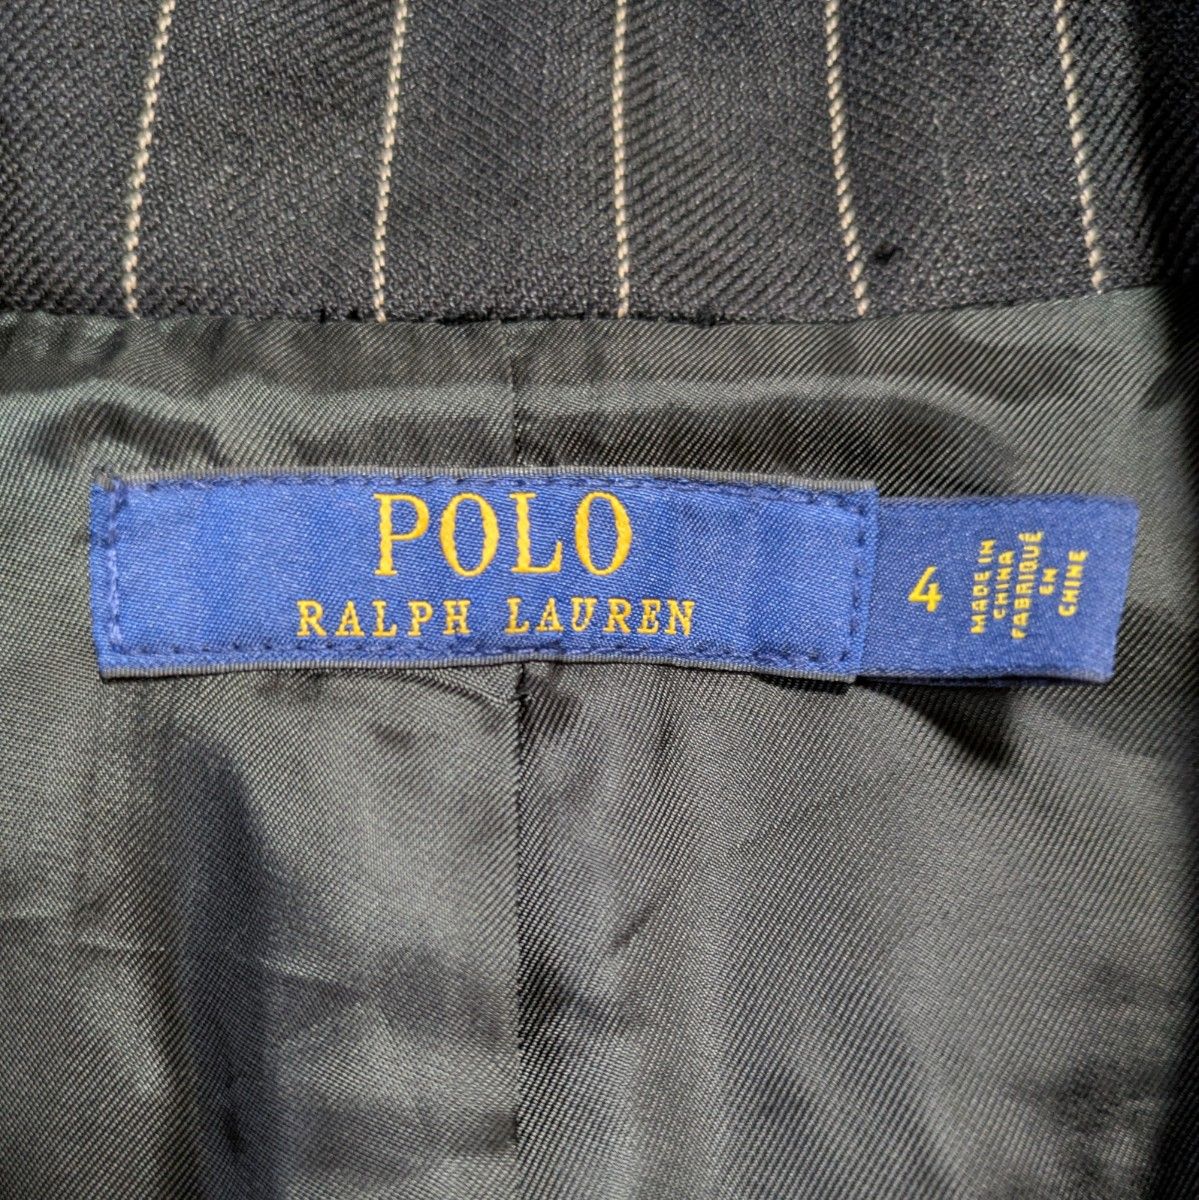 POLO
RALPH LAUREN
4
MADE IN
CHINA
FABRIQUÉ
EN
CHINE